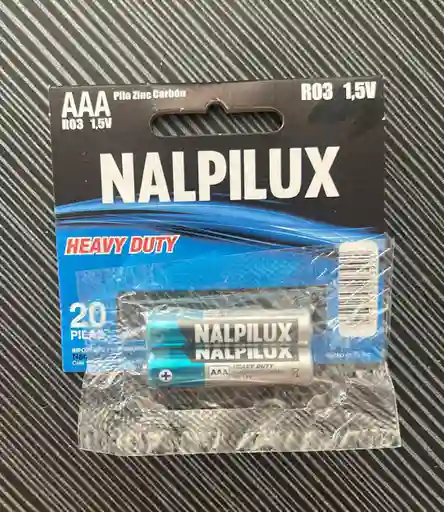 AAA Pila Zinc Carbón
R03 1,5V
R03 1,5V
NALPILUX
HEAVY DUTY
20
PILAS
NALPILUX
NALPILUX
AAA HEAVY DUTY